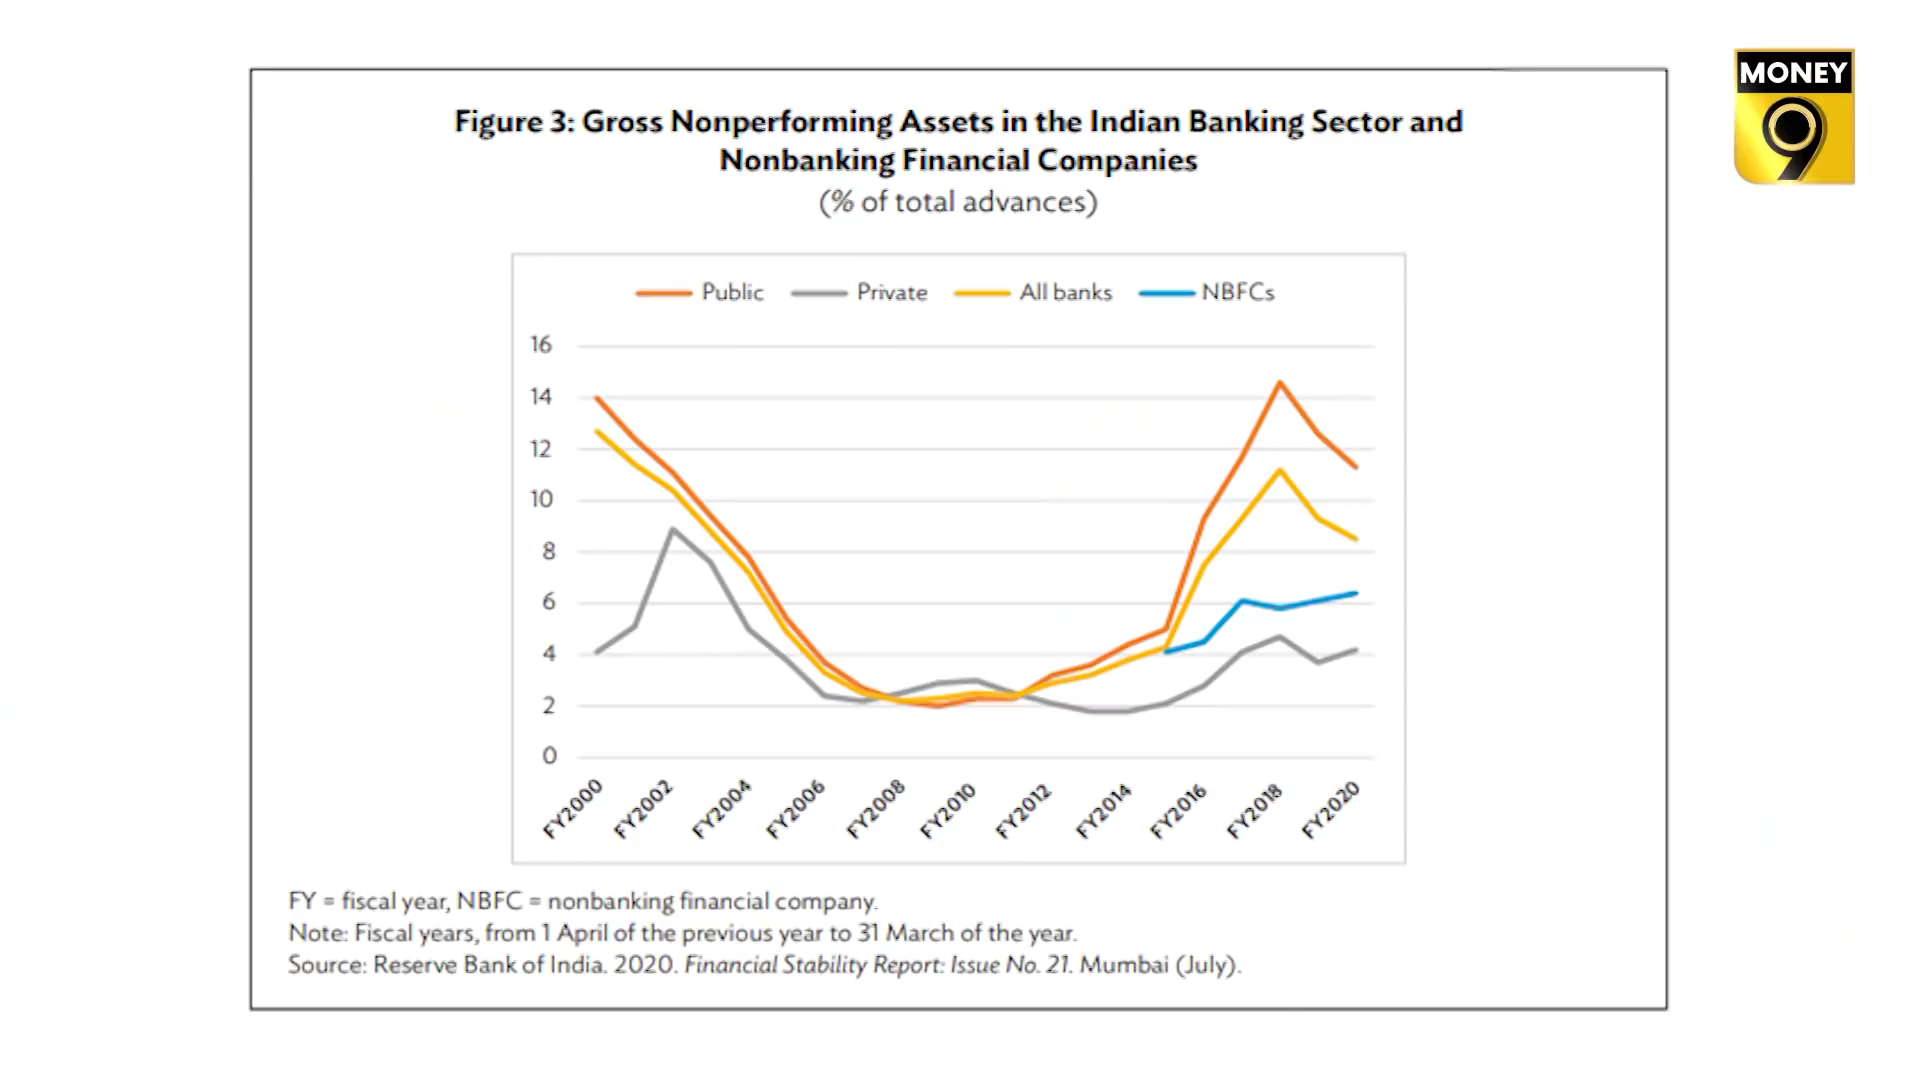 MONEY
9
Figure 3: Gross Nonperforming Assets in the Indian Banking Sector and
Nonbanking Financial Companies
(% of total advances)
Public Private All banks NBFCs
16
14
12
10
8
6
4
2
0
FY2000 FY2002 FY2004 FY2006 FY2008 FY2010 FY2012 FY2014 FY2016 FY2018 FY2020
FY = fiscal year, NBFC = nonbanking financial company.
Note: Fiscal years, from 1 April of the previous year to 31 March of the year.
Source: Reserve Bank of India. 2020. Financial Stability Report: Issue No. 21. Mumbai (July).